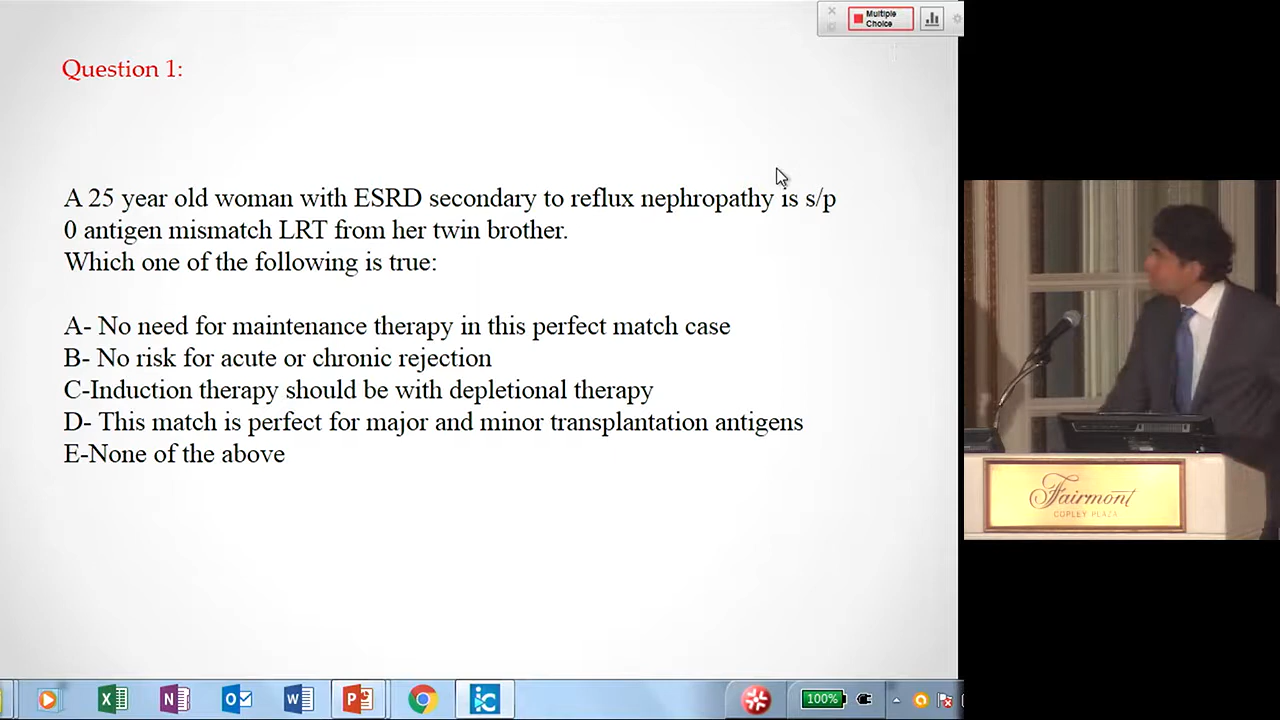 Multiple
Choice
Question 1:
A 25 year old woman with ESRD secondary to reflux nephropathy is s/p
0 antigen mismatch LRT from her twin brother.
Which one of the following is true:
A- No need for maintenance therapy in this perfect match case
B- No risk for acute or chronic rejection
C-Induction therapy should be with depletional therapy
D- This match is perfect for major and minor transplantation antigens
E-None of the above
Fairmont
COPLEY PLAZA
100%